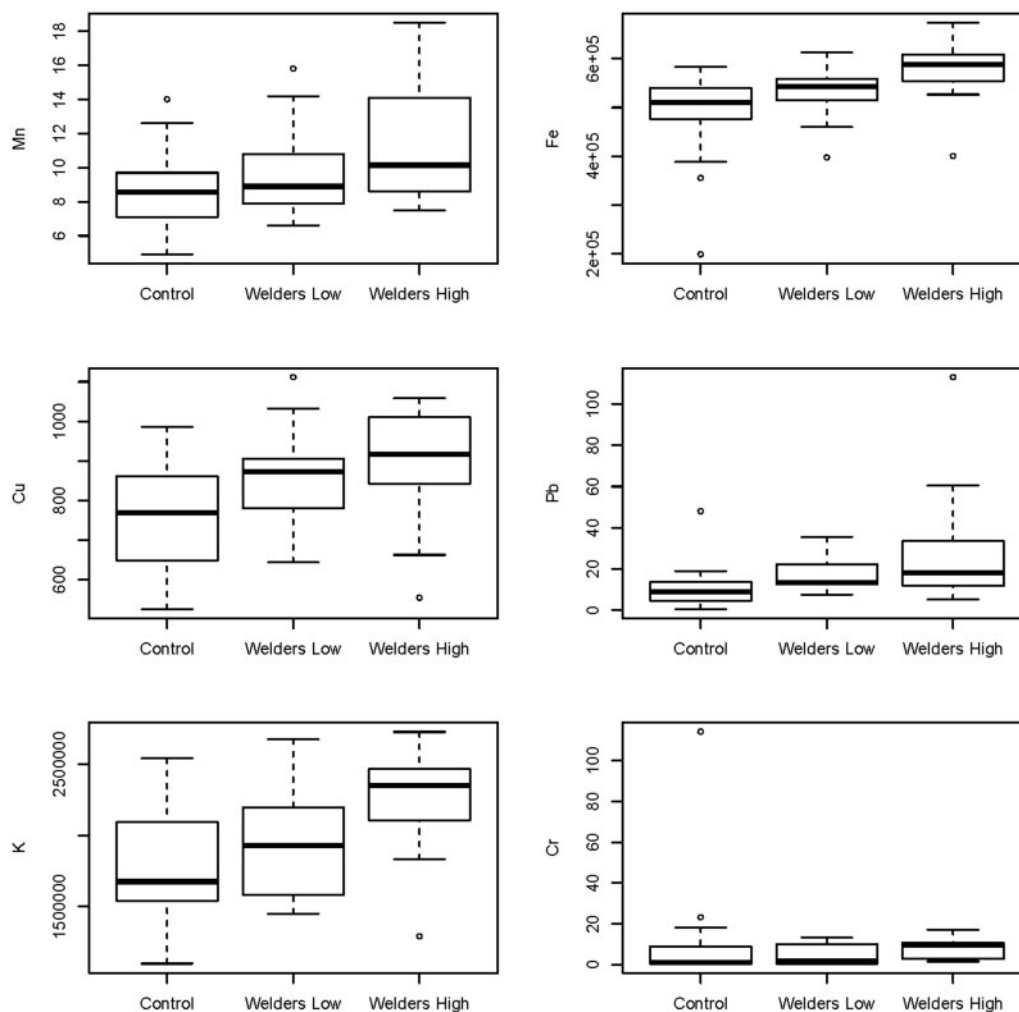 Mn
18
16
14
12
10
8
6
Control Welders Low Welders High
Fe
6e+05
4e+05
2e+05
Control Welders Low Welders High
Cu
1000
800
600
Control Welders Low Welders High
Pb
100
80
60
40
20
0
Control Welders Low Welders High
K
2500000
1500000
Control Welders Low Welders High
Cr
100
80
60
40
20
0
Control Welders Low Welders High